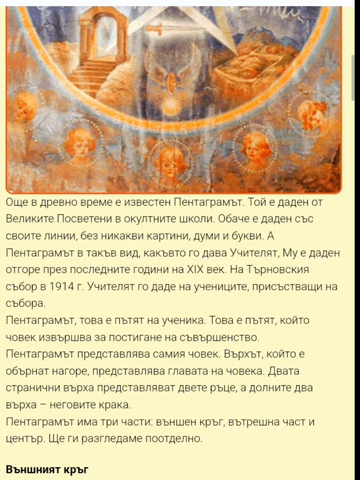 Още в древно време е известен Пентаграмът. Той е даден от
Великите Посветени в окултните школи. Обаче е даден със
своите линии, без никакви картини, думи и букви. А
Пентаграмът в такъв вид, какъвто го дава Учителят, Му е даден
отгоре през последните години на XIX век. На Търновския
събор в 1914 г. Учителят го даде на учениците, присъстващи на
събора.
Пентаграмът, това е пътят на ученика. Това е пътят, който
човек извършва за постигане на съвършенство.
Пентаграмът представлява самия човек. Върхът, който е
обърнат нагоре, представлява главата на човека. Двата
странични върха представляват двете ръце, а долните два
върха – неговите крака.
Пентаграмът има три части: външен кръг, вътрешна част и
център. Ще ги разгледаме поотделно.
Външният кръг